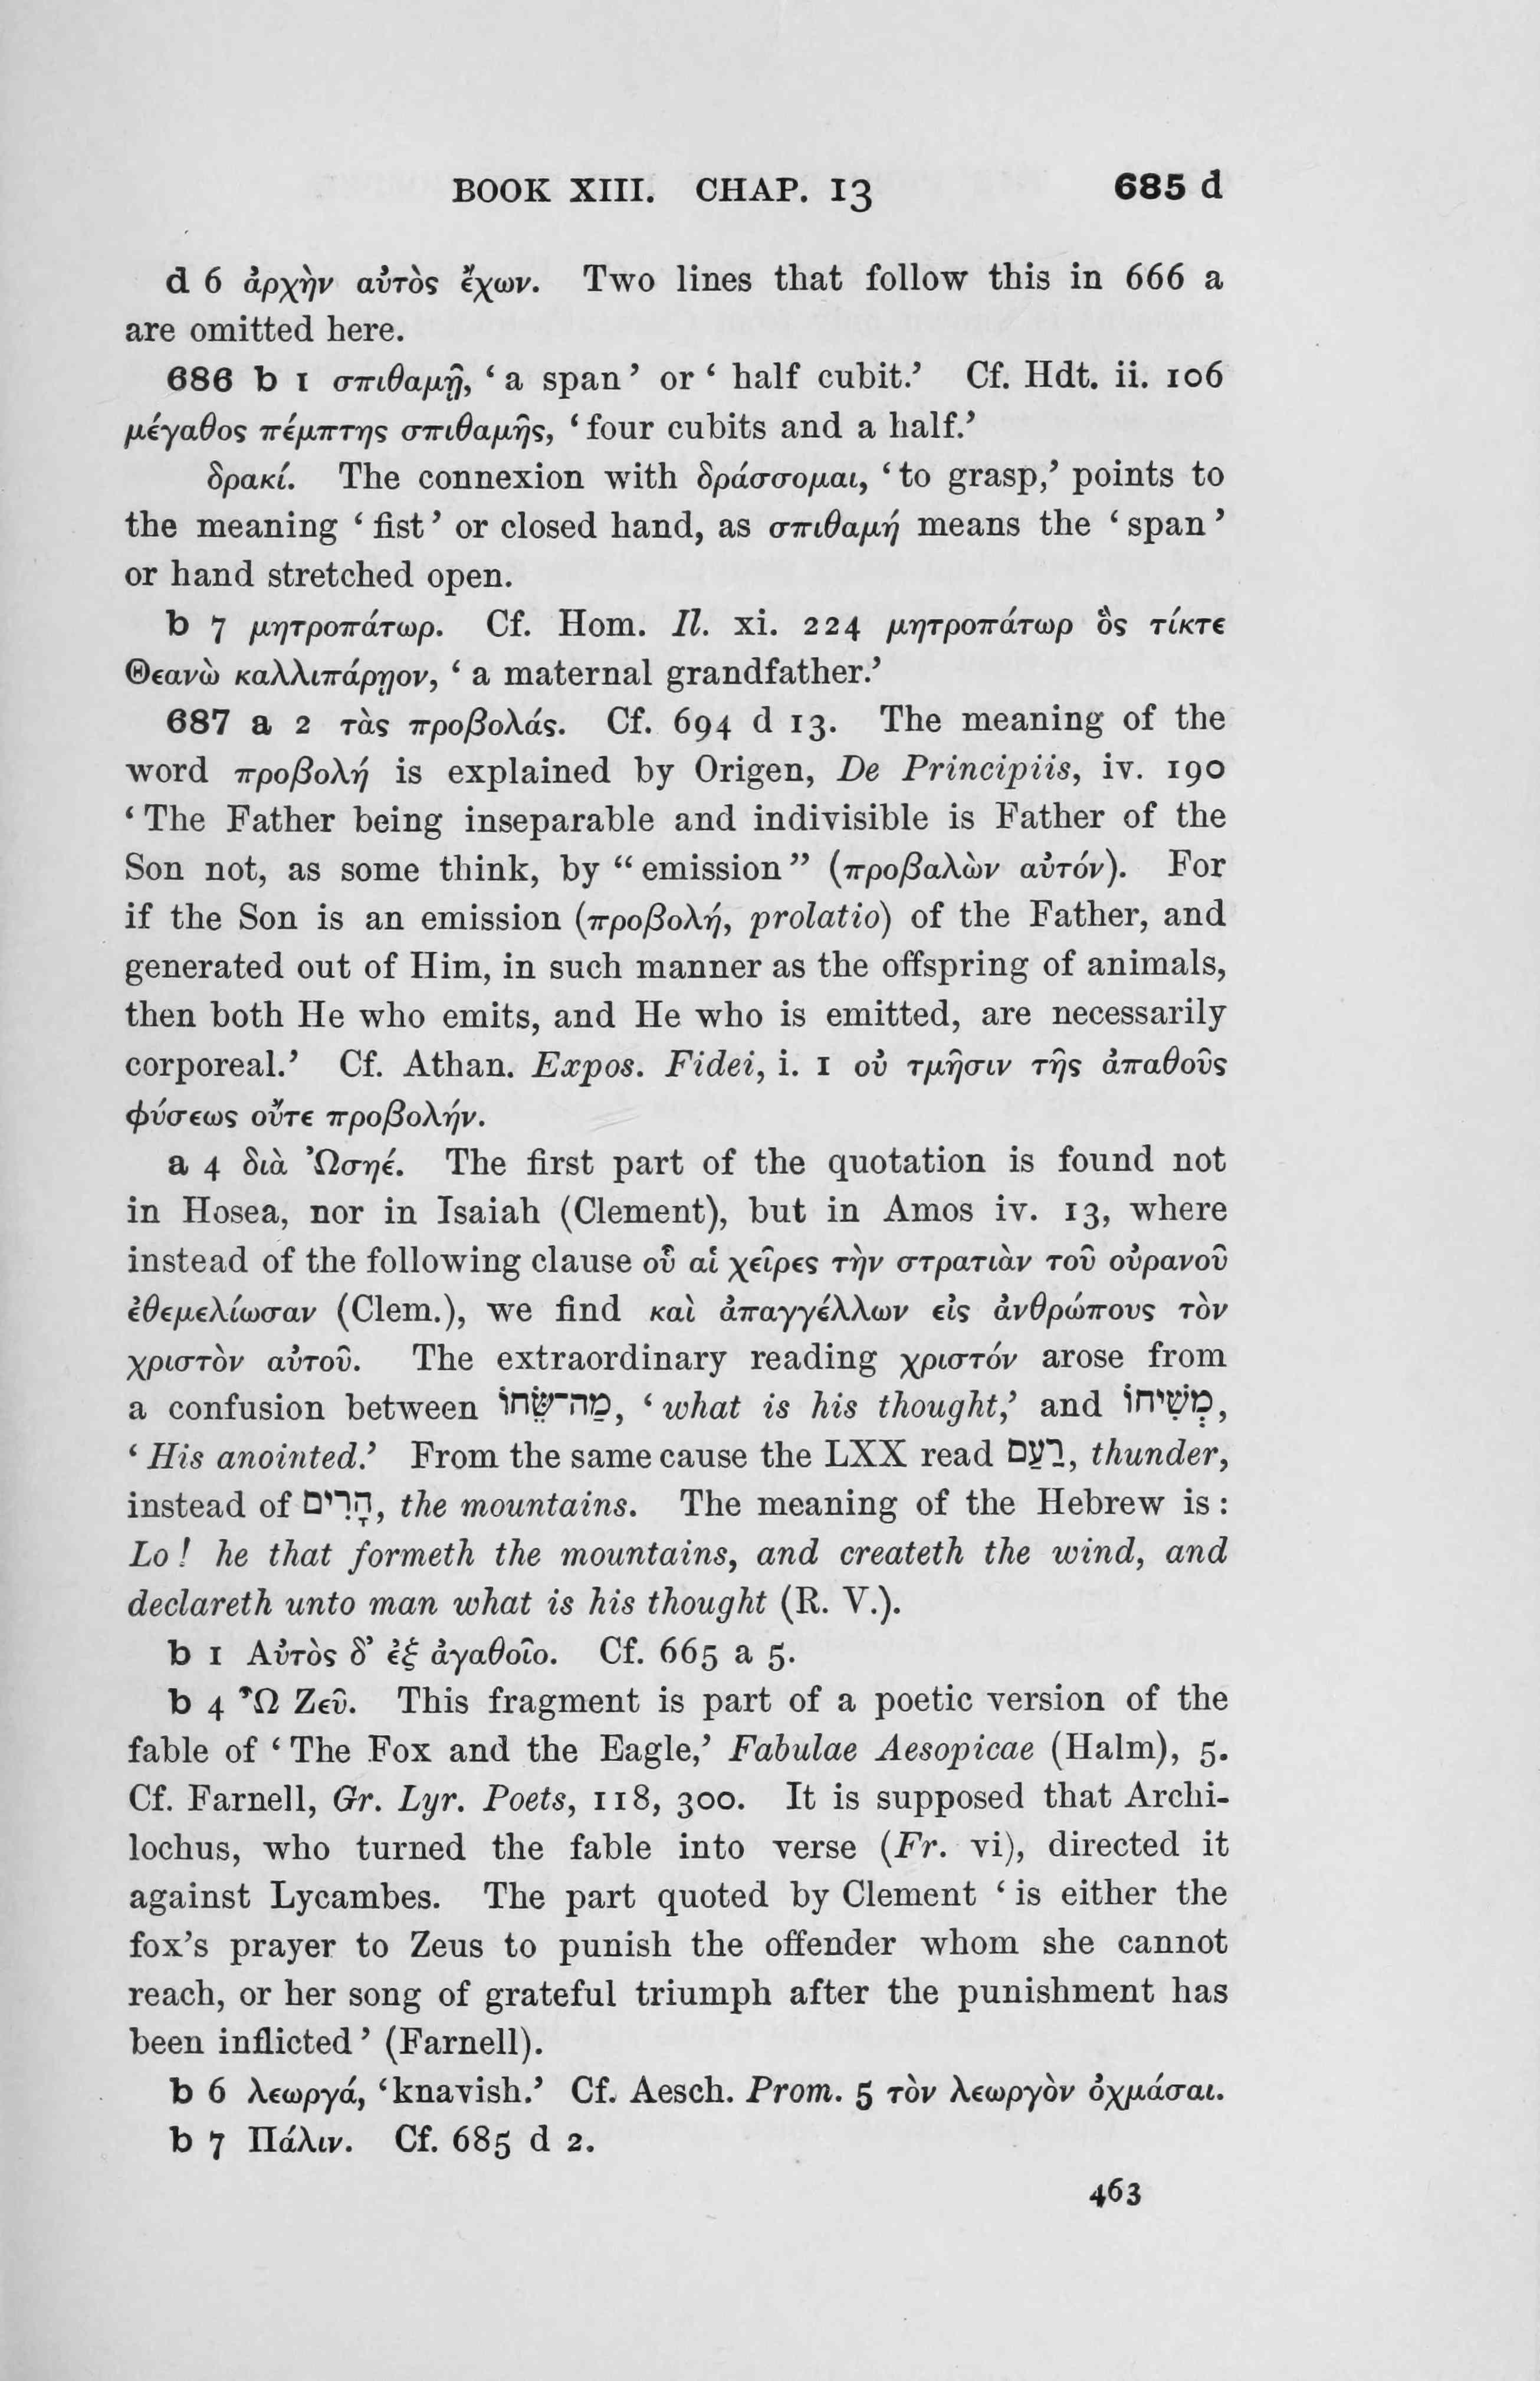 BOOK XIII. CHAP. 13 685 d
d 6 ἀρχὴν αὐτὸς ἔχων. Two lines that follow this in 666 a
are omitted here.
686 b 1 σπιθαμῇ, ‘ a span ’ or ‘ half cubit.’ Cf. Hdt. ii. 106
μέγαθος πέμπτης σπιθαμῆς, ‘ four cubits and a half.’
δρακί. The connexion with δράσσομαι, ‘ to grasp,’ points to
the meaning ‘ fist ’ or closed hand, as σπιθαμή means the ‘ span ’
or hand stretched open.
b 7 μητροπάτωρ. Cf. Hom. Il. xi. 224 μητροπάτωρ ὃς τίκτε
Θεανὼ καλλιπάρῃον, ‘ a maternal grandfather.’
687 a 2 τὰς προβολάς. Cf. 694 d 13. The meaning of the
word προβολή is explained by Origen, De Principiis, iv. 190
‘ The Father being inseparable and indivisible is Father of the
Son not, as some think, by “ emission ” (προβαλὼν αὐτόν). For
if the Son is an emission (προβολή, prolatio) of the Father, and
generated out of Him, in such manner as the offspring of animals,
then both He who emits, and He who is emitted, are necessarily
corporeal.’ Cf. Athan. Expos. Fidei, i. 1 οὐ τμῆσιν τῆς ἀπαθοῦς
φύσεως οὔτε προβολήν.
a 4 διὰ Ὠσηέ. The first part of the quotation is found not
in Hosea, nor in Isaiah (Clement), but in Amos iv. 13, where
instead of the following clause οὗ αἱ χεῖρες τὴν στρατιὰν τοῦ οὐρανοῦ
ἐθεμελίωσαν (Clem.), we find καὶ ἀπαγγέλλων εἰς ἀνθρώπους τὸν
χριστὸν αὐτοῦ. The extraordinary reading χριστόν arose from
a confusion between מַה־שֵּׂחוֹ, ‘ what is his thought,’ and מְשִׁיחוֹ,
‘ His anointed.’ From the same cause the LXX read רַעַם, thunder,
instead of הָרִים, the mountains. The meaning of the Hebrew is :
Lo ! he that formeth the mountains, and createth the wind, and
declareth unto man what is his thought (R. V.).
b 1 Αὐτὸς δ’ ἐξ ἀγαθοῖο. Cf. 665 a 5.
b 4 Ὦ Ζεῦ. This fragment is part of a poetic version of the
fable of ‘ The Fox and the Eagle,’ Fabulae Aesopicae (Halm), 5.
Cf. Farnell, Gr. Lyr. Poets, 118, 300. It is supposed that Archi-
lochus, who turned the fable into verse (Fr. vi), directed it
against Lycambes. The part quoted by Clement ‘ is either the
fox’s prayer to Zeus to punish the offender whom she cannot
reach, or her song of grateful triumph after the punishment has
been inflicted ’ (Farnell).
b 6 λεωργά, ‘knavish.’ Cf. Aesch. Prom. 5 τὸν λεωργὸν ὀχμάσαι.
b 7 Πάλιν. Cf. 685 d 2.
463